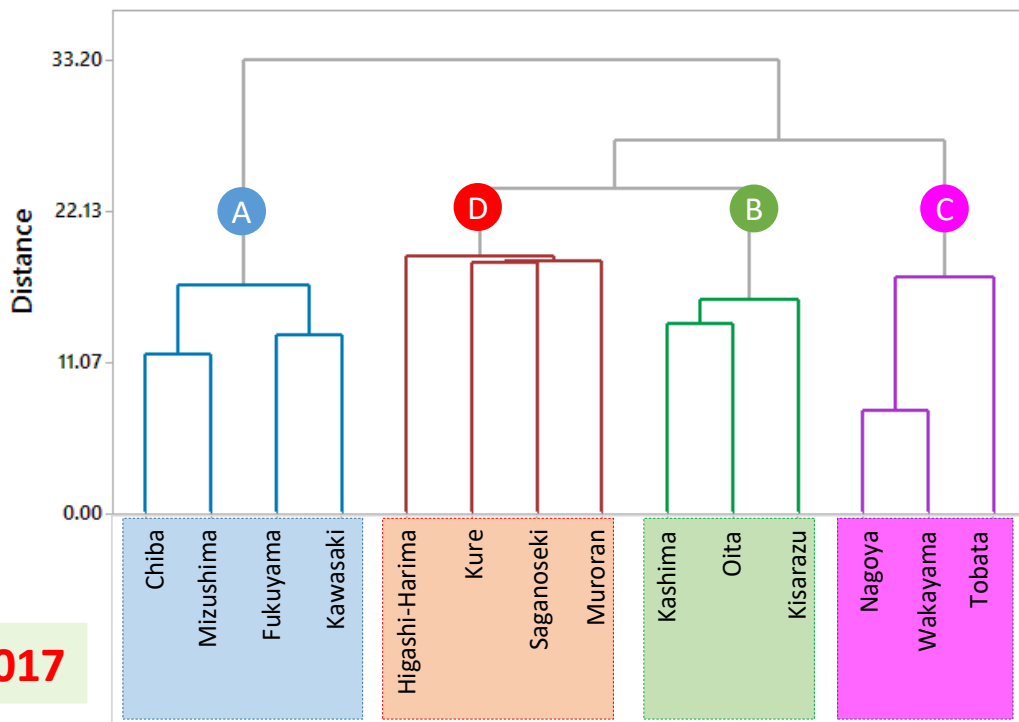 33.20
A
D
B
C
22.13
Distance
11.07
0.00
Chiba
Mizushima
Fukuyama
Kawasaki
Higashi-Harima
Kure
Saganoseki
Muroran
Kashima
Oita
Kisarazu
Nagoya
Wakayama
Tobata
017